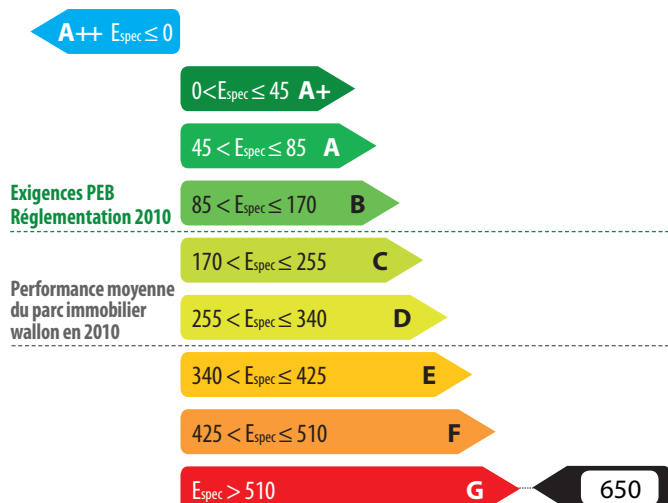 A++ Espec ≤ 0
0<Espec ≤ 45 A+
45 < Espec ≤ 85 A
Exigences PEB
Réglementation 2010
85 < Espec ≤ 170 B
170 < Espec ≤ 255 C
Performance moyenne
du parc immobilier
wallon en 2010
255 < Espec ≤ 340 D
340 < Espec ≤ 425 E
425 < Espec ≤ 510 F
Espec > 510 G 650